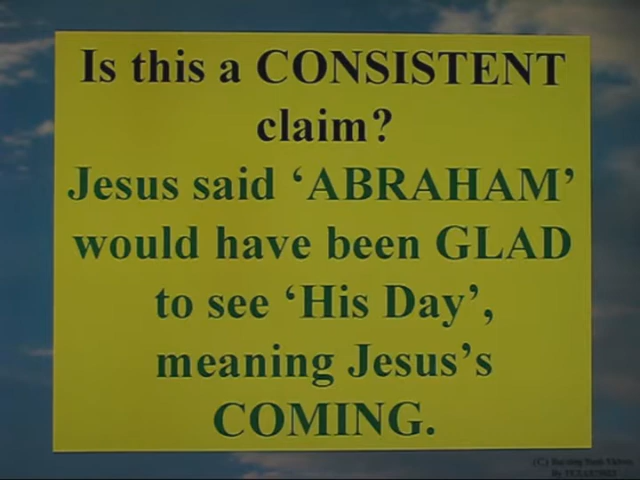 Is this a CONSISTENT
claim?
Jesus said ‘ABRAHAM’
would have been GLAD
to see ‘His Day’,
meaning Jesus’s
COMING.
(C)